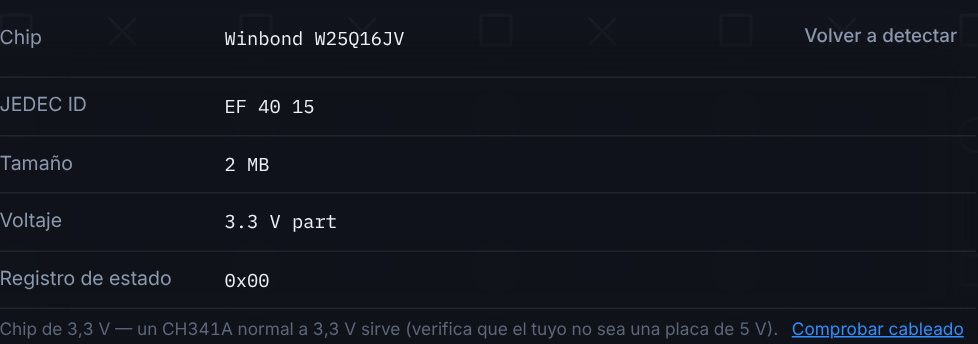 Chip Winbond W25Q16JV Volver a detectar
JEDEC ID EF 40 15
Tamaño 2 MB
Voltaje 3.3 V part
Registro de estado 0x00
Chip de 3,3 V — un CH341A normal a 3,3 V sirve (verifica que el tuyo no sea una placa de 5 V). Comprobar cableado